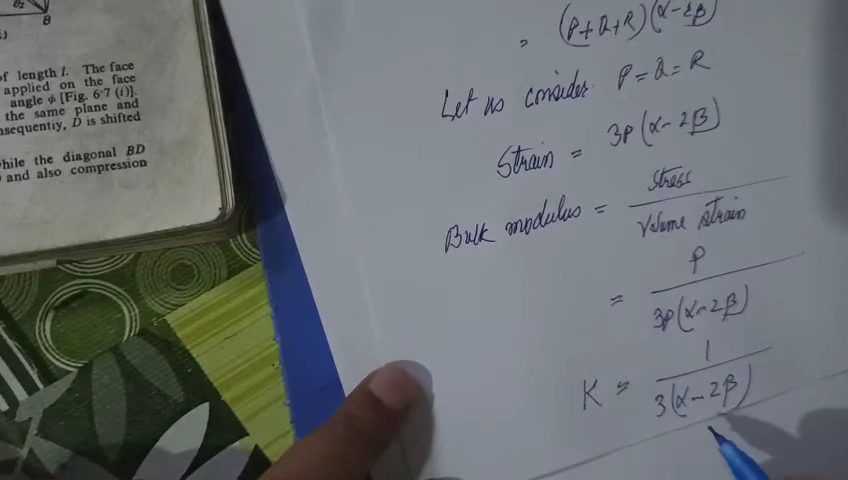 θ₂
B
of length l. The face
applied on the face
angle ϕ [Fig. 6·7 (i)].
the same plane and
nsequently, D is shifted
while the diagonal BD
and also compression
= (P+Q+R)(α-2β)
Let us consider P=Q=R
Strain = 3P(α-2β)
Bulk modulus = Stress / Volume strain
= P / 3P(α-2β)
K = 1 / 3(α-2β)